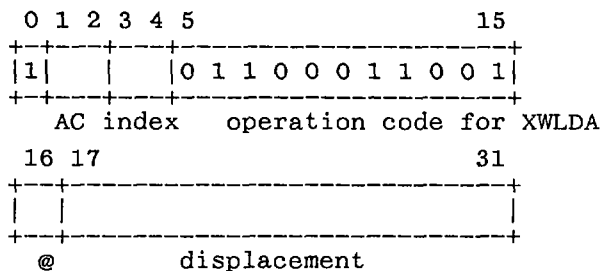 0 1 2 3 4 5 15
+-+---+---+---------------------+
|1| | |0 1 1 0 0 0 1 1 0 0 1|
+-+---+---+---------------------+
AC index operation code for XWLDA
16 17 31
+--+----------------------------+
| | |
+--+----------------------------+
@ displacement